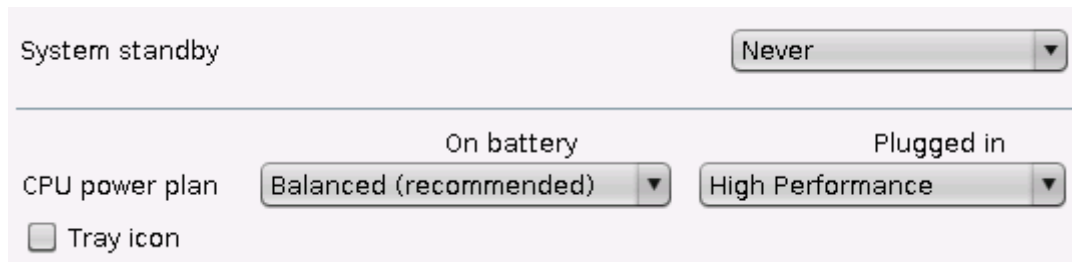 System standby Never
On battery Plugged in
CPU power plan Balanced (recommended) High Performance
Tray icon